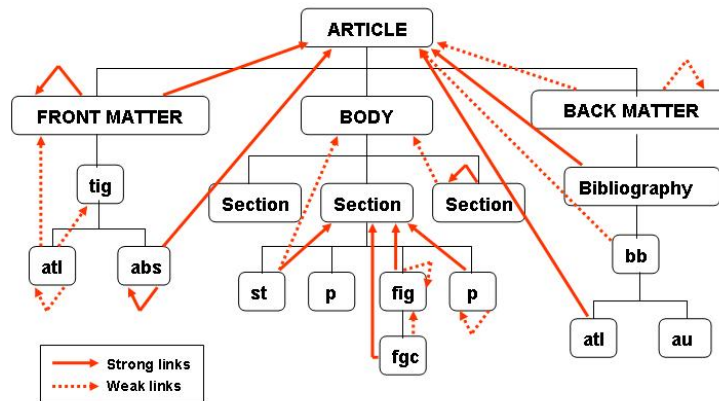 ARTICLE
FRONT MATTER
BODY
BACK MATTER
tig
Section
Section
Section
Bibliography
atl
abs
st
p
fig
p
bb
fgc
atl
au
Strong links
Weak links